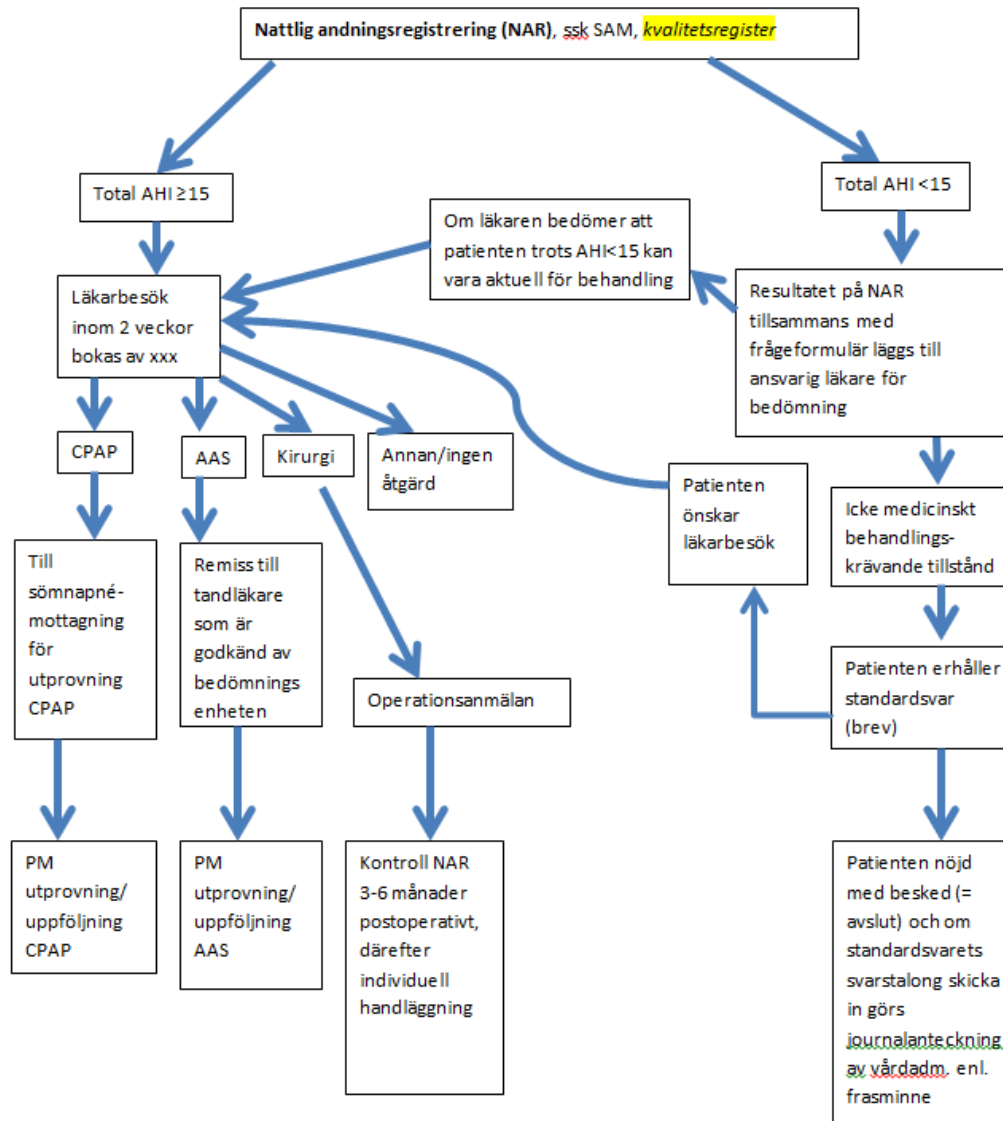 Nattlig andningsregistrering (NAR), ssk SAM, kvalitetsregister
Total AHI ≥15
Total AHI <15
Om läkaren bedömer att
patienten trots AHI<15 kan
vara aktuell för behandling
Läkarbesök
inom 2 veckor
bokas av xxx
Resultatet på NAR
tillsammans med
frågeformulär läggs till
ansvarig läkare för
bedömning
CPAP
AAS
Kirurgi
Annan/ingen
åtgärd
Patienten
önskar
läkarbesök
Icke medicinskt
behandlings-
krävande tillstånd
Till
sömnapné-
mottagning
för
utprovning
CPAP
Remiss till
tandläkare
som är
godkänd av
bedömnings
enheten
Operationsanmälan
Patienten erhåller
standardsvar
(brev)
PM
utprovning/
uppföljning
CPAP
PM
utprovning/
uppföljning
AAS
Kontroll NAR
3-6 månader
postoperativt,
därefter
individuell
handläggning
Patienten nöjd
med besked (=
avslut) och om
standardsvarets
svarstalong skicka
in görs
journalanteckning
av vårdadm. enl.
frasminne